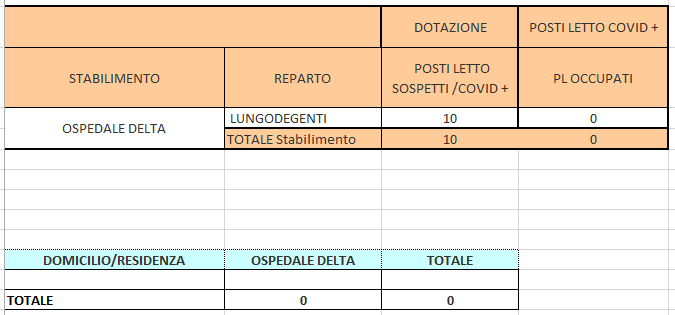 DOTAZIONE POSTI LETTO COVID +
STABILIMENTO REPARTO POSTI LETTO SOSPETTI /COVID + PL OCCUPATI
OSPEDALE DELTA LUNGODEGENTI 10 0
TOTALE Stabilimento 10 0
DOMICILIO/RESIDENZA OSPEDALE DELTA TOTALE
TOTALE 0 0